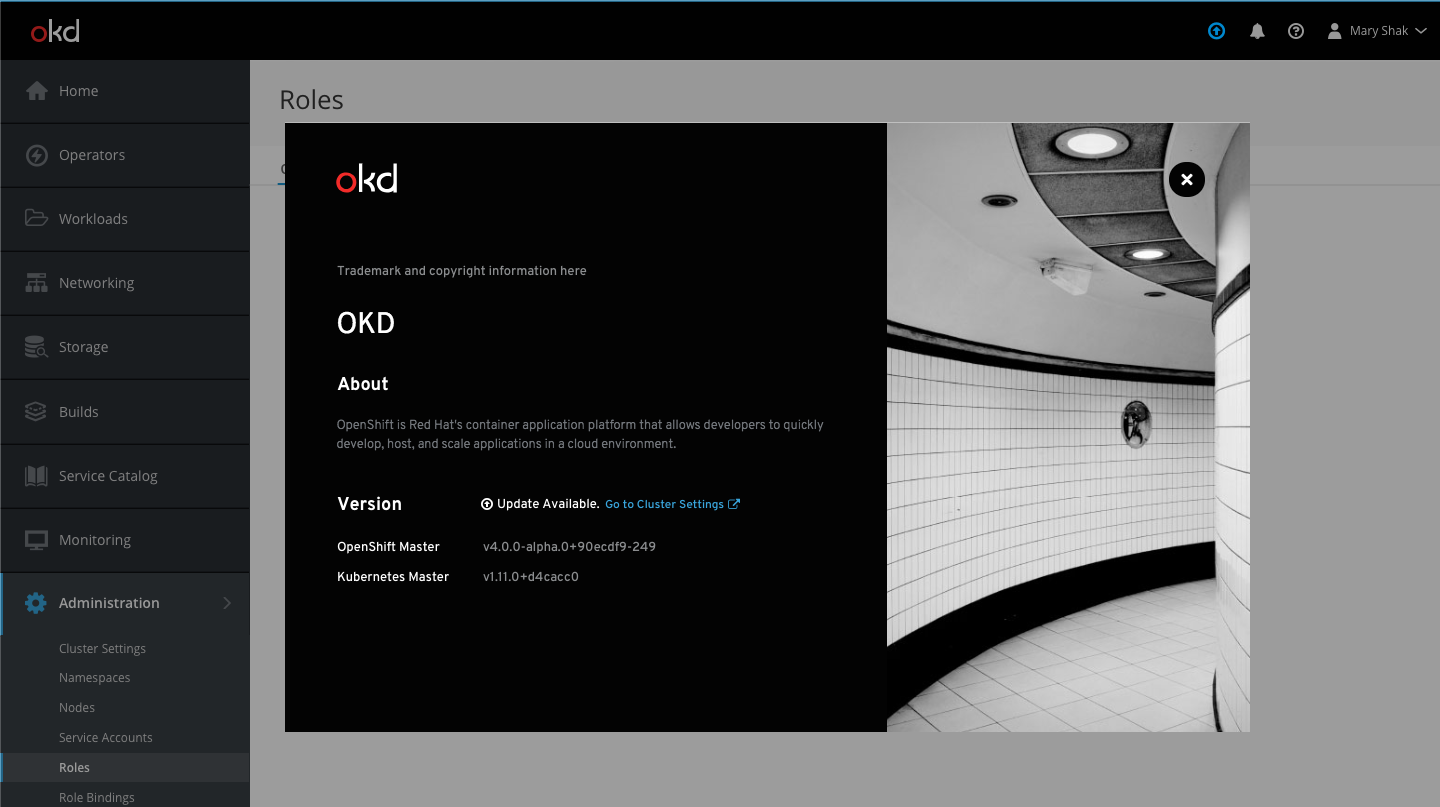 okd
Mary Shak
Home
Operators
Workloads
Networking
Storage
Builds
Service Catalog
Monitoring
Administration
Cluster Settings
Namespaces
Nodes
Service Accounts
Roles
Role Bindings
Roles
okd
Trademark and copyright information here
OKD
About
OpenShift is Red Hat's container application platform that allows developers to quickly
develop, host, and scale applications in a cloud environment.
Version Update Available. Go to Cluster Settings
OpenShift Master v4.0.0-alpha.0+90ecdf9-249
Kubernetes Master v1.11.0+d4cacc0